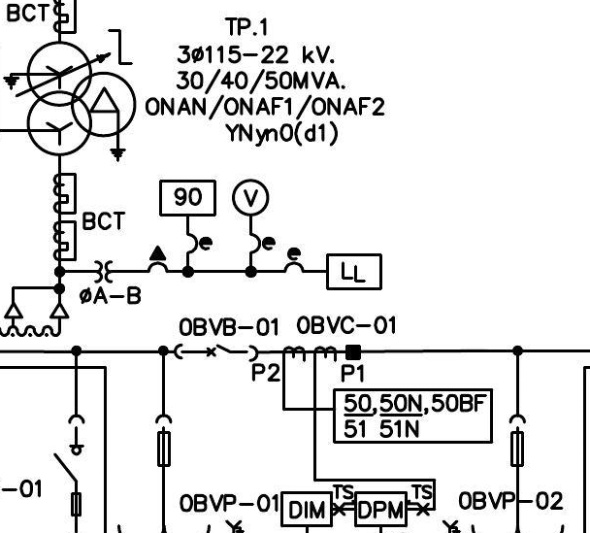 BCT
TP.1
3ø115-22 kV.
30/40/50MVA.
ONAN/ONAF1/ONAF2
YNyn0(d1)
BCT
90
V
e
e
e
LL
øA-B
0BVB-01
0BVC-01
P2
P1
50,50N,50BF
51 51N
-01
0BVP-01
DIM
TS
DPM
TS
0BVP-02